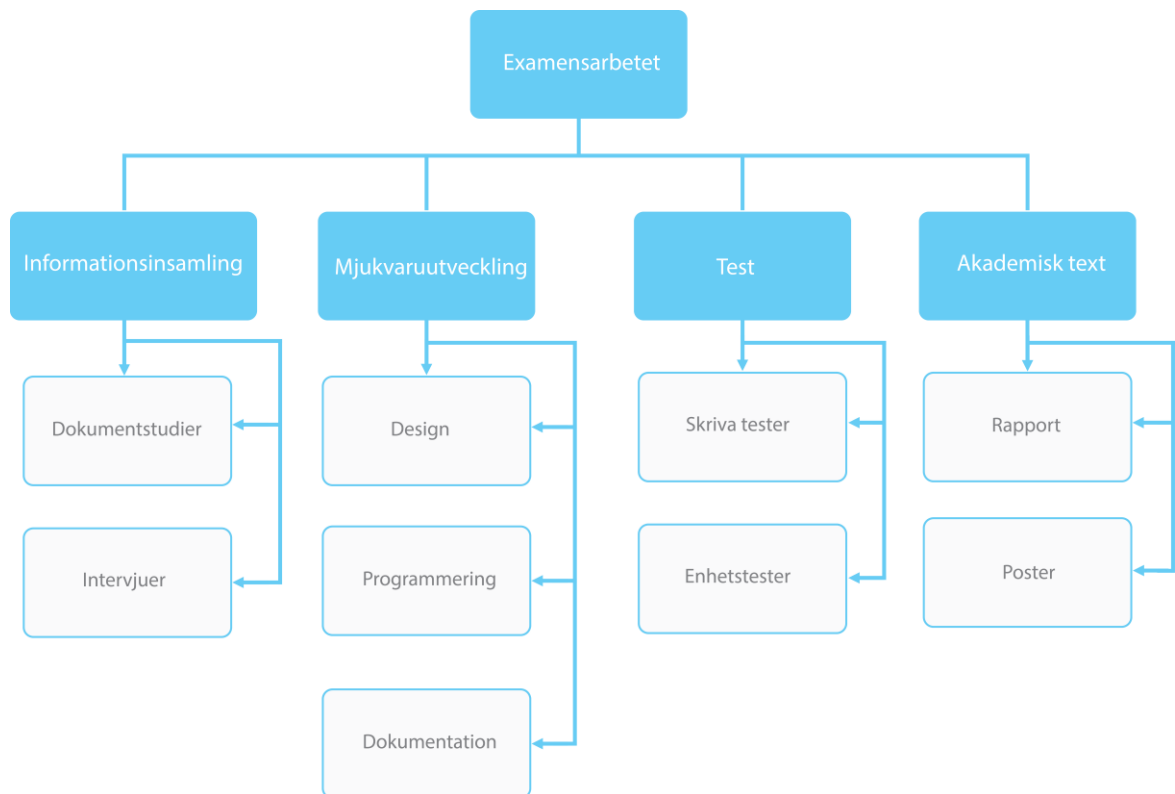 Examensarbetet
Informationsinsamling
Mjukvaruutveckling
Test
Akademisk text
Dokumentstudier
Design
Skriva tester
Rapport
Intervjuer
Programmering
Enhetstester
Poster
Dokumentation